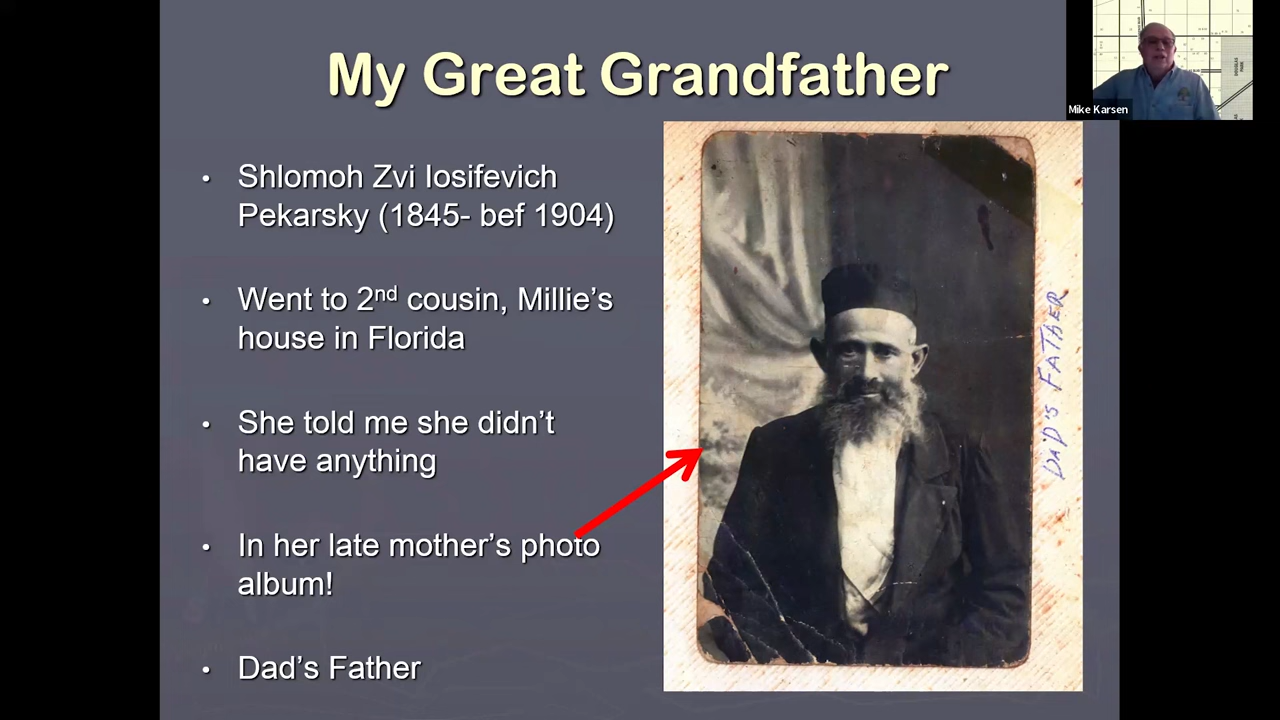 My Great Grandfather
Mike Karsen
• Shlomoh Zvi Iosifevich
Pekarsky (1845- bef 1904)
• Went to 2nd cousin, Millie's
house in Florida
• She told me she didn't
have anything
• In her late mother's photo
album!
• Dad's Father
DAD'S FATHER